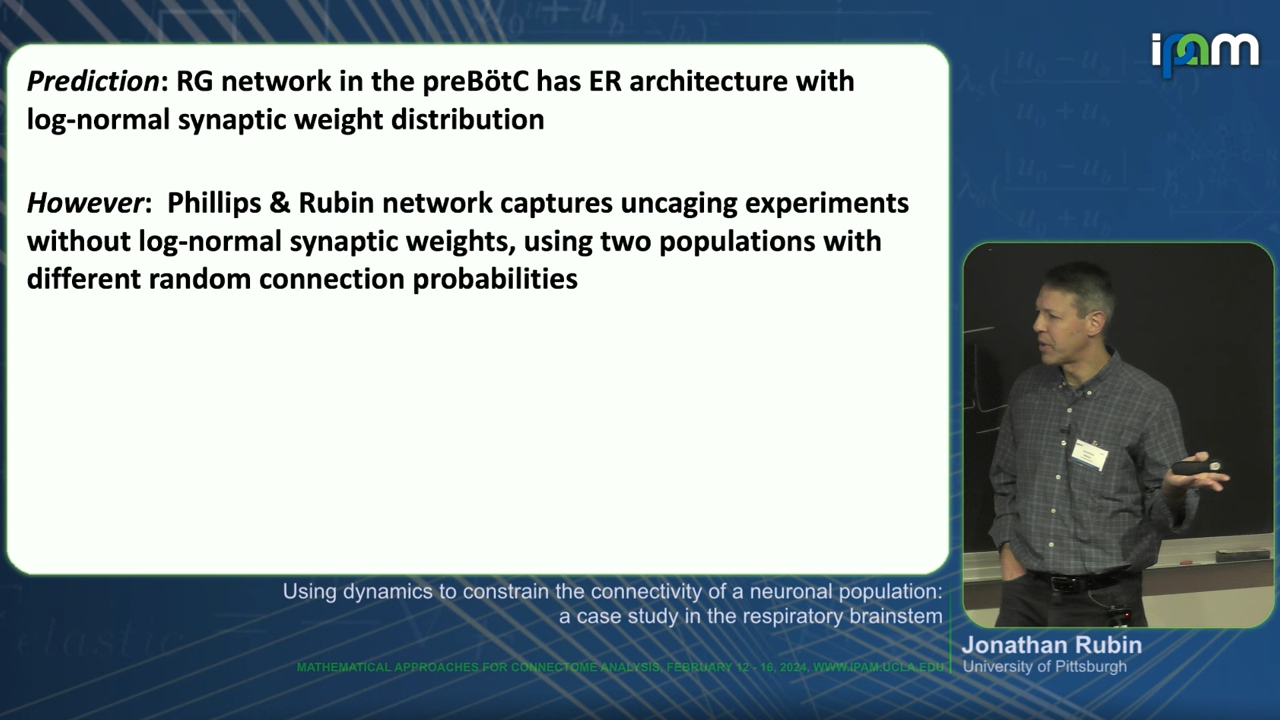 Prediction: RG network in the preBötC has ER architecture with
log-normal synaptic weight distribution
However: Phillips & Rubin network captures uncaging experiments
without log-normal synaptic weights, using two populations with
different random connection probabilities
ipam
Using dynamics to constrain the connectivity of a neuronal population:
a case study in the respiratory brainstem
Jonathan Rubin
University of Pittsburgh
MATHEMATICAL APPROACHES FOR CONNECTOME ANALYSIS, FEBRUARY 12 - 16, 2024, WWW.IPAM.UCLA.EDU
elastic